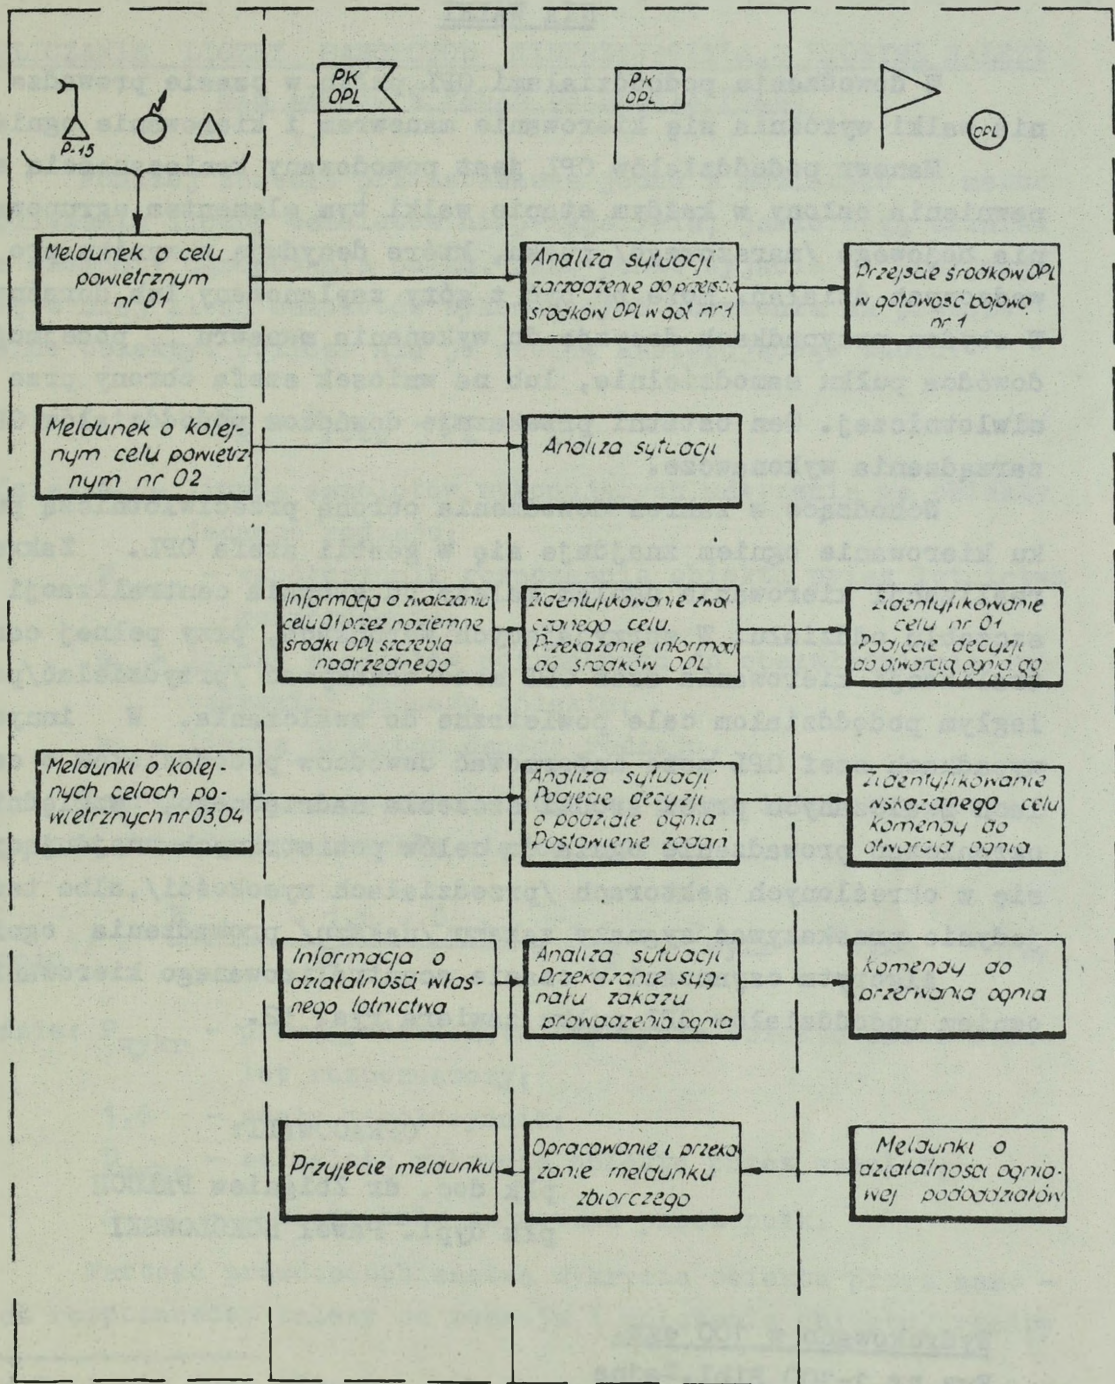 PK
OPL
PK
OPL
P-15
OPL
Meldunek o celu
powietrznym
nr 01
Analiza sytuacji
zarządzenie do przejścia
środków OPL w got nr 1
Przejście środków OPL
w gotowość bojową
nr 1
Meldunek o kolej-
nym celu powietrz-
nym nr 02
Analiza sytuacji
Informacja o zwalczaniu
celu 01 przez naziemne
środki OPL szczebla
nadrzędnego
Zidentyfikowanie zwal
czanego celu.
Przekazanie informacji
do środków OPL
Zidentyfikowanie
celu nr 01
Podjęcie decyzji
do otwarcia ognia do
Meldunki o kolej-
nych celach po-
wietrznych nr 03,04
Analiza sytuacji
Podjęcie decyzji
o podziale ognia
Postawienie zadań
Zidentyfikowanie
wskazanego celu
Komendy do
otwarcia ognia
Informacja o
działalności włas-
nego lotnictwa
Analiza sytuacji
Przekazanie syg-
nału zakazu
prowadzenia ognia
Komendy do
przerwania ognia
Przyjęcie meldunku
Opracowanie i przeka-
zanie meldunku
zbiorczego
Meldunki o
działalności ognio-
wej pododdziałów